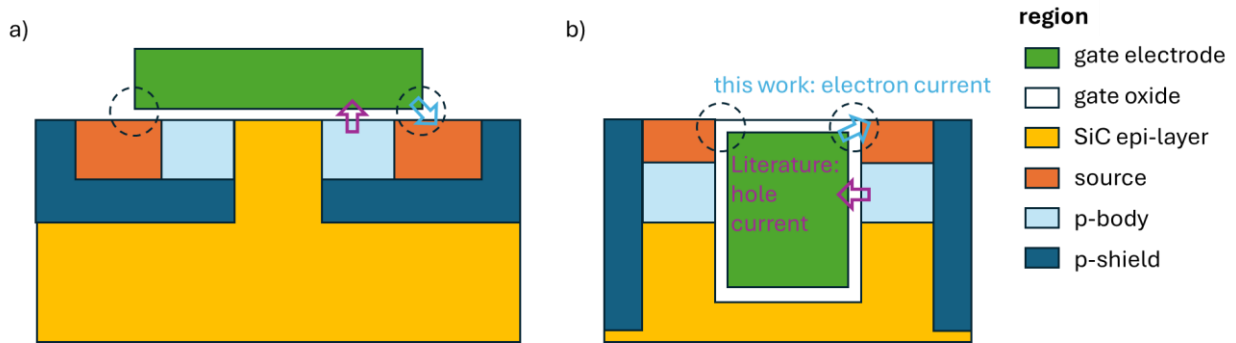 a)
b)
this work: electron current
Literature:
hole
current
region
gate electrode
gate oxide
SiC epi-layer
source
p-body
p-shield